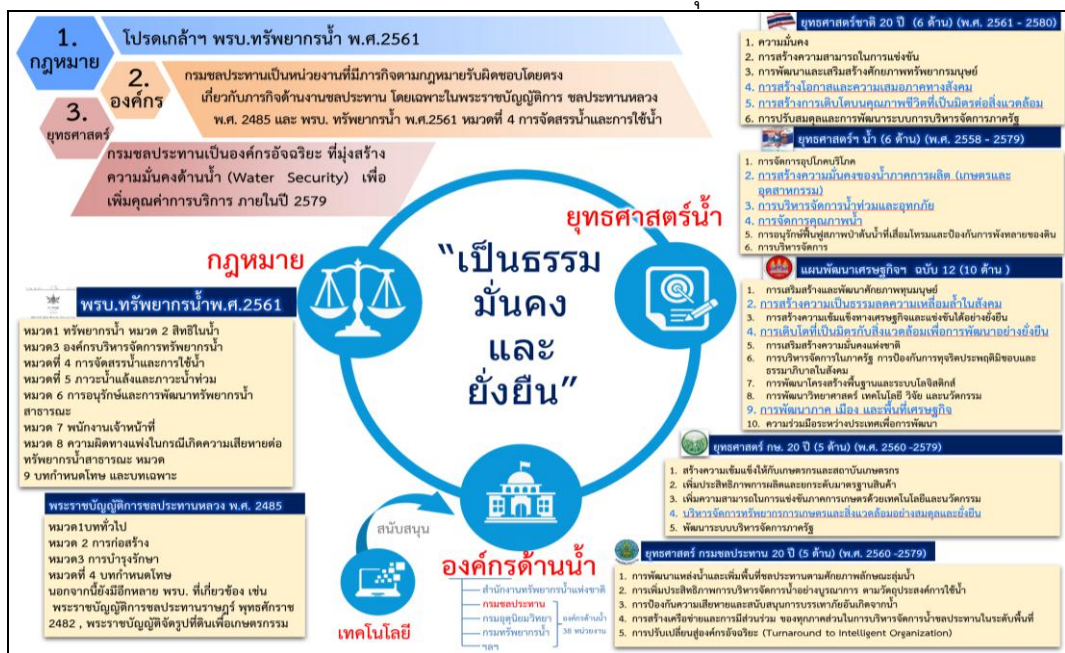 1.
กฎหมาย
โปรดเกล้าฯ พรบ.ทรัพยากรน้ำ พ.ศ.2561
2.
องค์กร
กรมชลประทานเป็นหน่วยงานที่มีภารกิจตามกฎหมายรับผิดชอบโดยตรง
เกี่ยวกับภารกิจด้านงานชลประทาน โดยเฉพาะในพระราชบัญญัติการ ชลประทานหลวง
พ.ศ. 2485 และ พรบ. ทรัพยากรน้ำ พ.ศ.2561 หมวดที่ 4 การจัดสรรน้ำและการใช้น้ำ
3.
ยุทธศาสตร์
กรมชลประทานเป็นองค์กรอัจฉริยะ ที่มุ่งสร้าง
ความมั่นคงด้านน้ำ (Water Security) เพื่อ
เพิ่มคุณค่าการบริการ ภายในปี 2579
กฎหมาย
ยุทธศาสตร์น้ำ
"เป็นธรรม
มั่นคง
และ
ยั่งยืน"
พรบ.ทรัพยากรน้ำพ.ศ.2561
หมวด1 ทรัพยากรน้ำ หมวด 2 สิทธิในน้ำ
หมวด3 องค์กรบริหารจัดการทรัพยากรน้ำ
หมวดที่ 4 การจัดสรรน้ำและการใช้น้ำ
หมวดที่ 5 ภาวะน้ำแล้งและภาวะน้ำท่วม
หมวด 6 การอนุรักษ์และการพัฒนาทรัพยากรน้ำ
สาธารณะ
หมวด 7 พนักงานเจ้าหน้าที่
หมวด 8 ความผิดทางแพ่งในกรณีเกิดความเสียหายต่อ
ทรัพยากรน้ำสาธารณะ หมวด
9 บทกำหนดโทษ และบทเฉพาะ
พระราชบัญญัติการชลประทานหลวง พ.ศ. 2485
หมวด1บททั่วไป
หมวด 2 การก่อสร้าง
หมวด3 การบำรุงรักษา
หมวดที่ 4 บทกำหนดโทษ
นอกจากนี้ยังมีอีกหลาย พรบ. ที่เกี่ยวข้อง เช่น
พระราชบัญญัติการชลประทานราษฎร์ พุทธศักราช
2482 , พระราชบัญญัติจัดรูปที่ดินเพื่อเกษตรกรรม
สนับสนุน
เทคโนโลยี
องค์กรด้านน้ำ
สำนักงานทรัพยากรน้ำแห่งชาติ
กรมชลประทาน
กรมอุตุนิยมวิทยา
กรมทรัพยากรน้ำ
ฯลฯ
องค์กรด้านน้ำ
38 หน่วยงาน
ยุทธศาสตร์ชาติ 20 ปี (6 ด้าน) (พ.ศ. 2561 - 2580)
1. ความมั่นคง
2. การสร้างความสามารถในการแข่งขัน
3. การพัฒนาและเสริมสร้างศักยภาพทรัพยากรมนุษย์
4. การสร้างโอกาสและความเสมอภาคทางสังคม
5. การสร้างการเติบโตบนคุณภาพชีวิตที่เป็นมิตรต่อสิ่งแวดล้อม
6. การปรับสมดุลและการพัฒนาระบบการบริหารจัดการภาครัฐ
ยุทธศาสตร์ฯ น้ำ (6 ด้าน) (พ.ศ. 2558 - 2579)
1. การจัดการอุปโภคบริโภค
2. การสร้างความมั่นคงของน้ำภาคการผลิต (เกษตรและ
อุตสาหกรรม)
3. การบริหารจัดการน้ำท่วมและอุทกภัย
4. การจัดการคุณภาพน้ำ
5. การอนุรักษ์ฟื้นฟูสภาพป่าต้นน้ำที่เสื่อมโทรมและป้องกันการพังทลายของดิน
6. การบริหารจัดการ
แผนพัฒนาเศรษฐกิจฯ ฉบับ 12 (10 ด้าน )
1. การเสริมสร้างและพัฒนาศักยภาพทุนมนุษย์
2. การสร้างความเป็นธรรมลดความเหลื่อมล้ำในสังคม
3. การสร้างความเข้มแข็งทางเศรษฐกิจและแข่งขันได้อย่างยั่งยืน
4. การเติบโตที่เป็นมิตรกับสิ่งแวดล้อมเพื่อการพัฒนาอย่างยั่งยืน
5. การเสริมสร้างความมั่นคงแห่งชาติ
6. การบริหารจัดการในภาครัฐ การป้องกันการทุจริตประพฤติมิชอบและ
ธรรมาภิบาลในสังคม
7. การพัฒนาโครงสร้างพื้นฐานและระบบโลจิสติกส์
8. การพัฒนาวิทยาศาสตร์ เทคโนโลยี วิจัย และนวัตกรรม
9. การพัฒนาภาค เมือง และพื้นที่เศรษฐกิจ
10. ความร่วมมือระหว่างประเทศเพื่อการพัฒนา
ยุทธศาสตร์ กษ. 20 ปี (5 ด้าน) (พ.ศ. 2560 -2579)
1. สร้างความเข้มแข็งให้กับเกษตรกรและสถาบันเกษตรกร
2. เพิ่มประสิทธิภาพการผลิตและยกระดับมาตรฐานสินค้า
3. เพิ่มความสามารถในการแข่งขันภาคการเกษตรด้วยเทคโนโลยีและนวัตกรรม
4. บริหารจัดการทรัพยากรการเกษตรและสิ่งแวดล้อมอย่างสมดุลและยั่งยืน
5. พัฒนาระบบบริหารจัดการภาครัฐ
ยุทธศาสตร์ กรมชลประทาน 20 ปี (5 ด้าน) (พ.ศ. 2560 -2579)
1. การพัฒนาแหล่งน้ำและเพิ่มพื้นที่ชลประทานตามศักยภาพลักษณะลุ่มน้ำ
2. การเพิ่มประสิทธิภาพการบริหารจัดการน้ำอย่างบูรณาการ ตามวัตถุประสงค์การใช้น้ำ
3. การป้องกันความเสียหายและสนับสนุนการบรรเทาภัยอันเกิดจากน้ำ
4. การสร้างเครือข่ายและการมีส่วนร่วม ของทุกภาคส่วนในการบริหารจัดการน้ำชลประทานในระดับพื้นที่
5. การปรับเปลี่ยนสู่องค์กรอัจฉริยะ (Turnaround to Intelligent Organization)